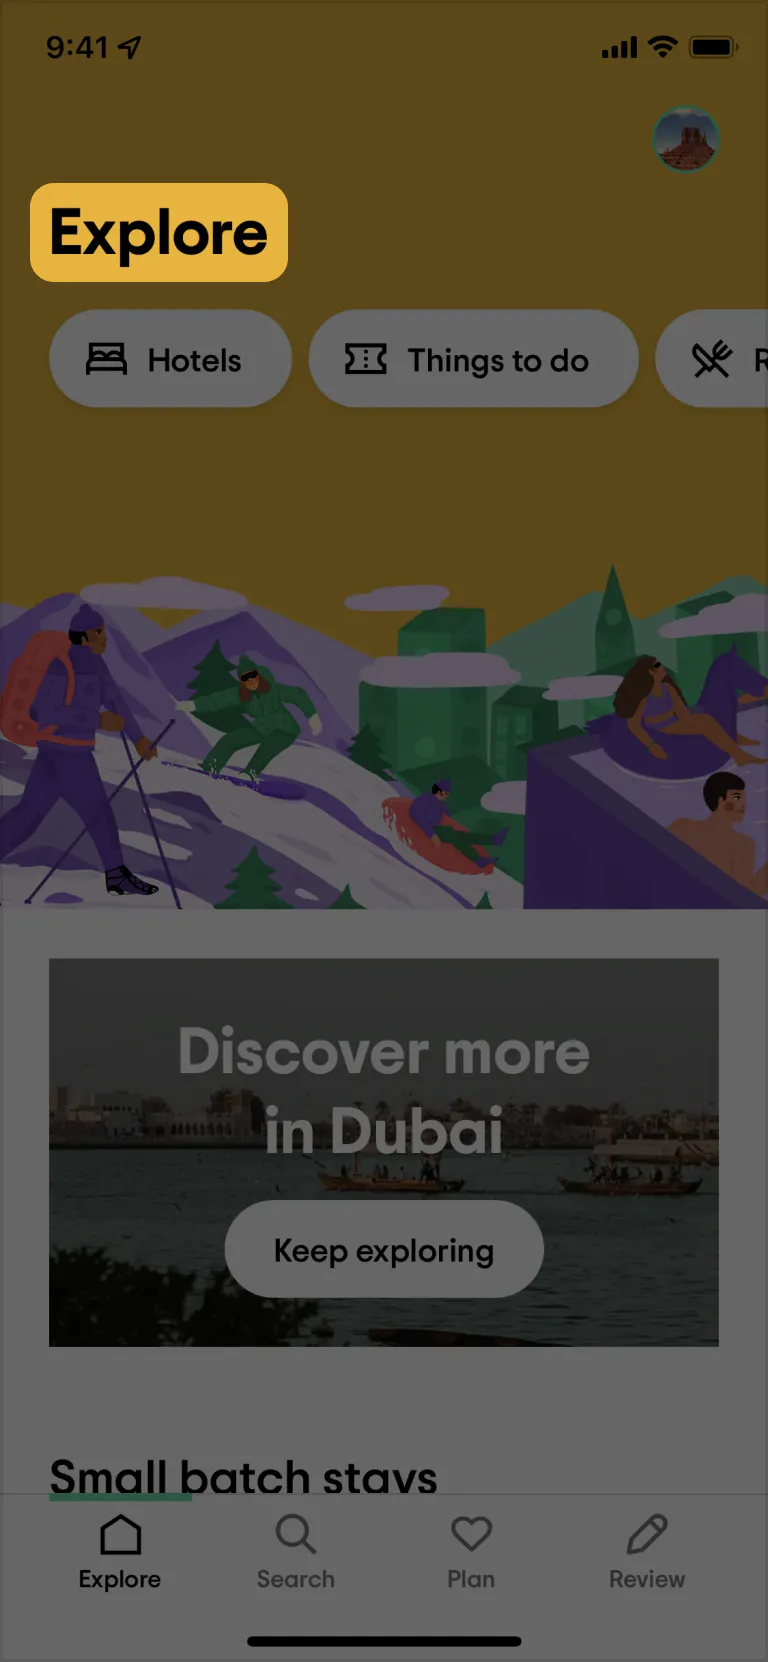 9:41
Explore
Hotels
Things to do
Discover more
in Dubai
Keep exploring
Small batch stays
Explore
Search
Plan
Review